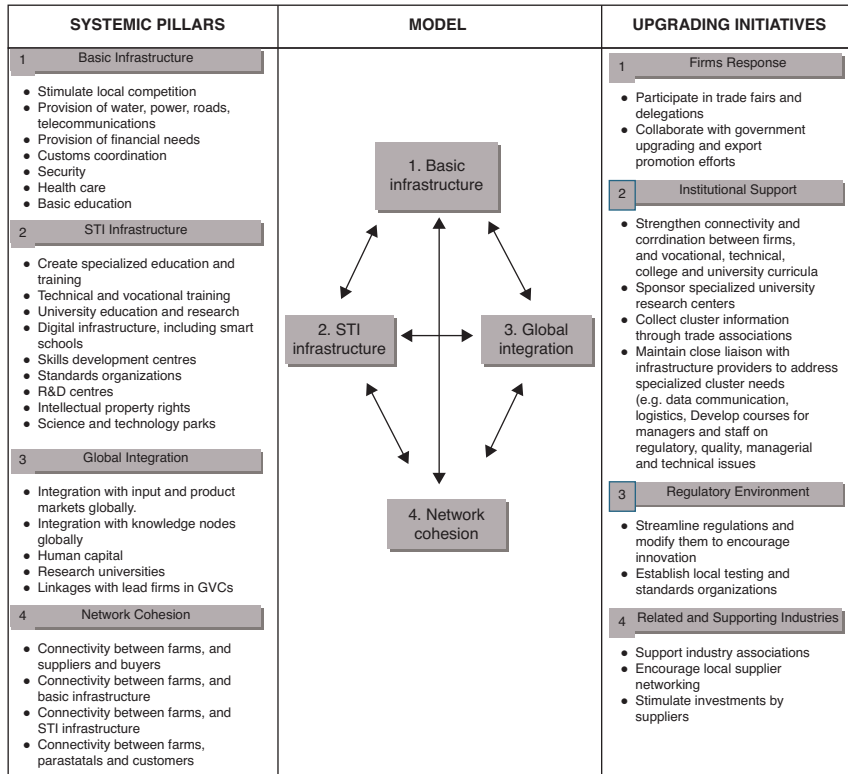 SYSTEMIC PILLARS
1 Basic Infrastructure
● Stimulate local competition
● Provision of water, power, roads,
telecommunications
● Provision of financial needs
● Customs coordination
● Security
● Health care
● Basic education
2 STI Infrastructure
● Create specialized education and
training
● Technical and vocational training
● University education and research
● Digital infrastructure, including smart
schools
● Skills development centres
● Standards organizations
● R&D centres
● Intellectual property rights
● Science and technology parks
3 Global Integration
● Integration with input and product
markets globally.
● Integration with knowledge nodes
globally
● Human capital
● Research universities
● Linkages with lead firms in GVCs
4 Network Cohesion
● Connectivity between farms, and
suppliers and buyers
● Connectivity between farms, and
basic infrastructure
● Connectivity between farms, and
STI infrastructure
● Connectivity between farms,
parastatals and customers
MODEL
1. Basic
infrastructure
2. STI
infrastructure
3. Global
integration
4. Network
cohesion
UPGRADING INITIATIVES
1 Firms Response
● Participate in trade fairs and
delegations
● Collaborate with government
upgrading and export
promotion efforts
2 Institutional Support
● Strengthen connectivity and
corrdination between firms,
and vocational, technical,
college and university curricula
● Sponsor specialized university
research centers
● Collect cluster information
through trade associations
● Maintain close liaison with
infrastructure providers to address
specialized cluster needs
(e.g. data communication,
logistics, Develop courses for
managers and staff on
regulatory, quality, managerial
and technical issues
3 Regulatory Environment
● Streamline regulations and
modify them to encourage
innovation
● Establish local testing and
standards organizations
4 Related and Supporting Industries
● Support industry associations
● Encourage local supplier
networking
● Stimulate investments by
suppliers